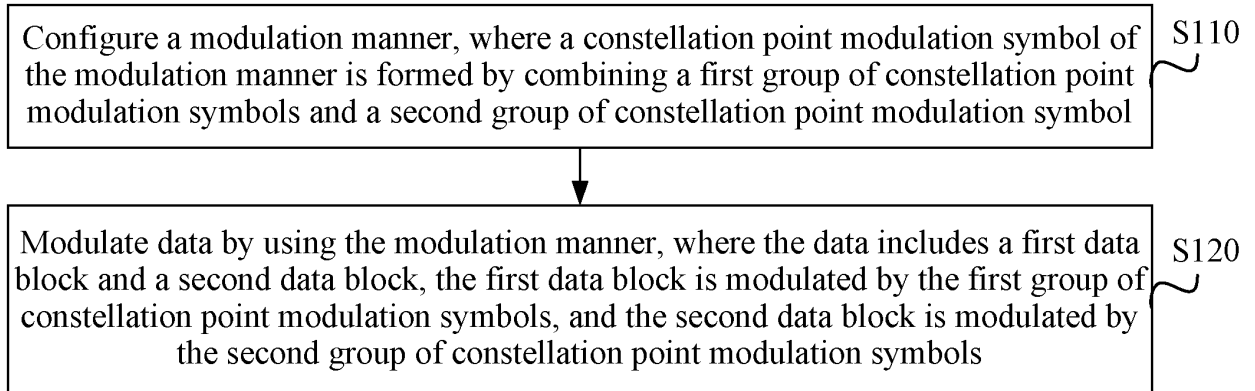 Configure a modulation manner, where a constellation point modulation symbol of
the modulation manner is formed by combining a first group of constellation point
modulation symbols and a second group of constellation point modulation symbol
S110
Modulate data by using the modulation manner, where the data includes a first data
block and a second data block, the first data block is modulated by the first group of
constellation point modulation symbols, and the second data block is modulated by
the second group of constellation point modulation symbols
S120